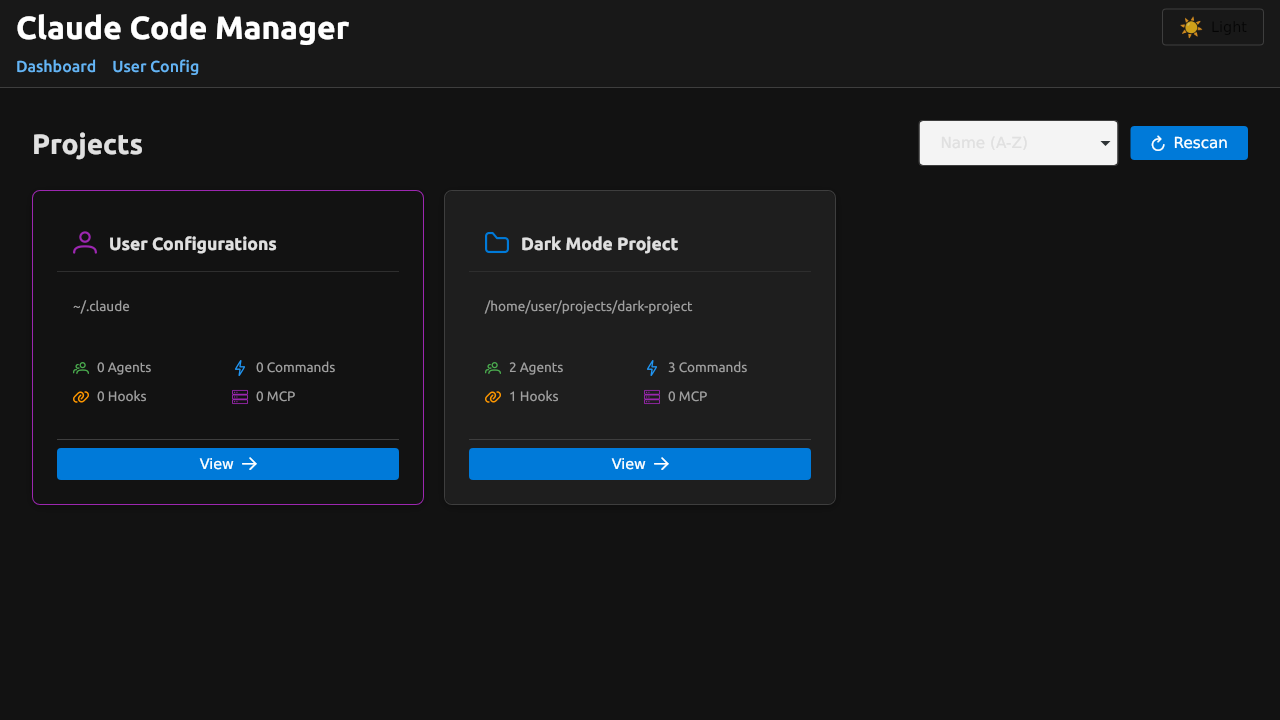 Claude Code Manager
Light
Dashboard User Config
Projects
Name (A-Z)
Rescan
User Configurations
~/.claude
0 Agents
0 Commands
0 Hooks
0 MCP
View
Dark Mode Project
/home/user/projects/dark-project
2 Agents
3 Commands
1 Hooks
0 MCP
View